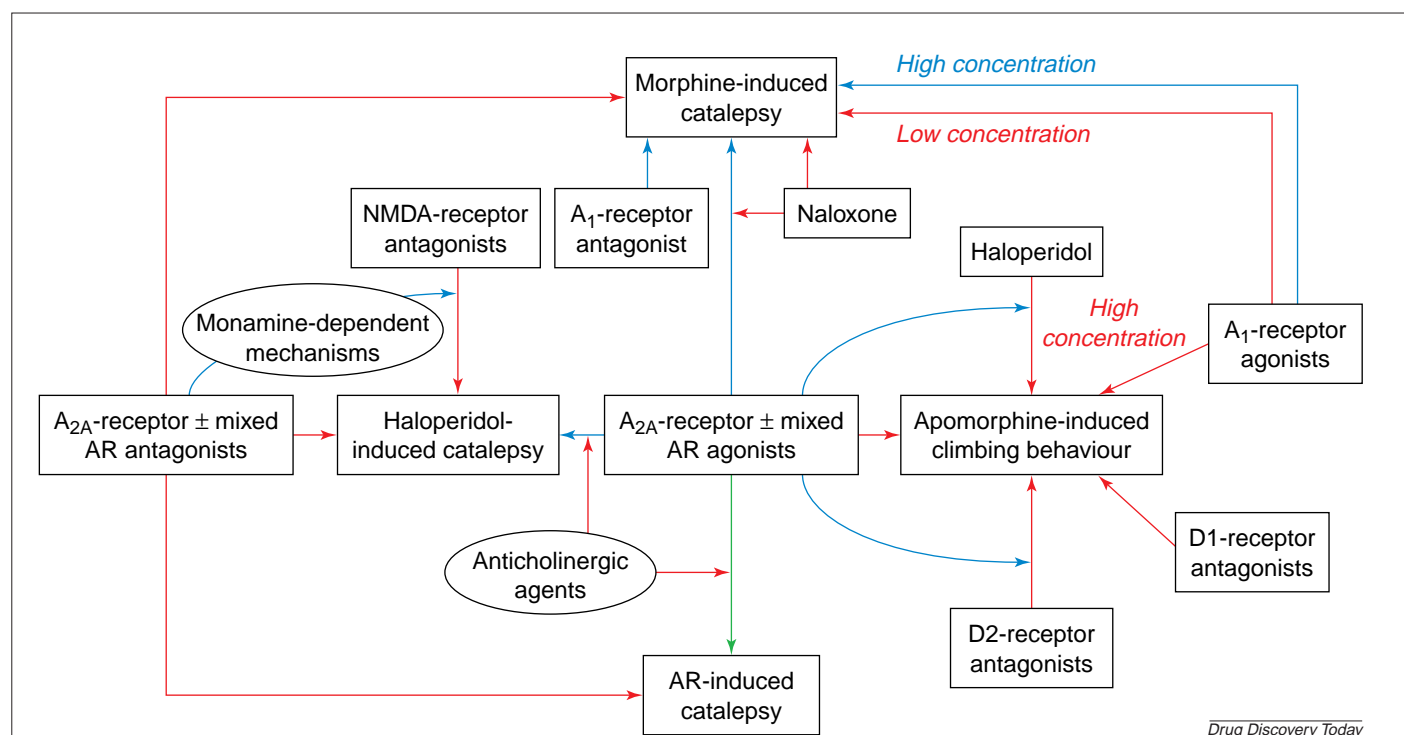 High concentration
Morphine-induced
catalepsy
Low concentration
NMDA-receptor
antagonists
A₁-receptor
antagonist
Naloxone
Haloperidol
Monamine-dependent
mechanisms
High
concentration
A₁-receptor
agonists
A₂A-receptor ± mixed
AR antagonists
Haloperidol-
induced catalepsy
A₂A-receptor ± mixed
AR agonists
Apomorphine-induced
climbing behaviour
Anticholinergic
agents
D1-receptor
antagonists
D2-receptor
antagonists
AR-induced
catalepsy
Drug Discovery Today